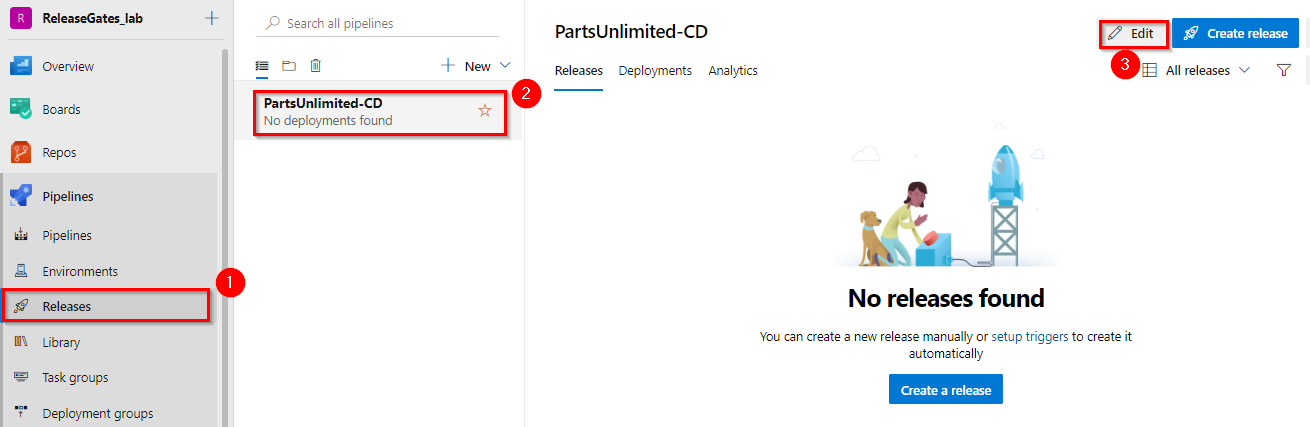 R
ReleaseGates_lab
Overview
Boards
Repos
Pipelines
Pipelines
Environments
1
Releases
Library
Task groups
Deployment groups
Search all pipelines
New
2
PartsUnlimited-CD
No deployments found
PartsUnlimited-CD
Edit
Create release
3
Releases Deployments Analytics
All releases
No releases found
You can create a new release manually or setup triggers to create it
automatically
Create a release